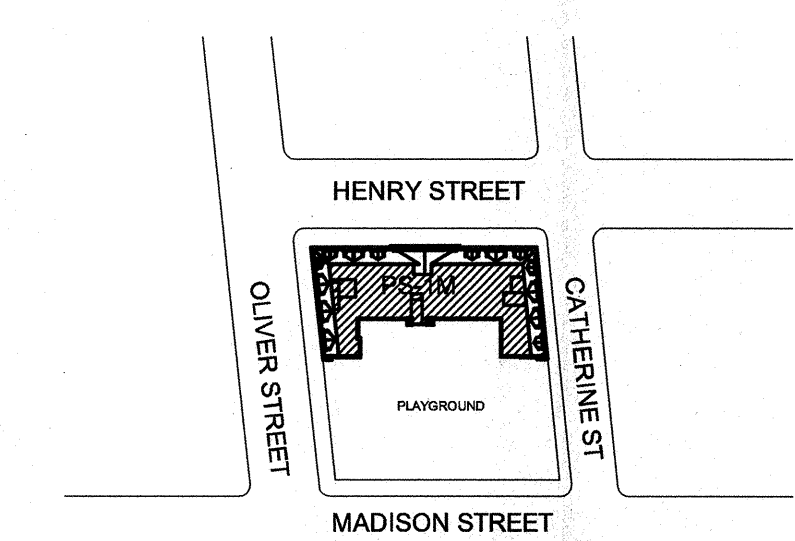 HENRY STREET
PS-1M
OLIVER STREET
CATHERINE ST
PLAYGROUND
MADISON STREET